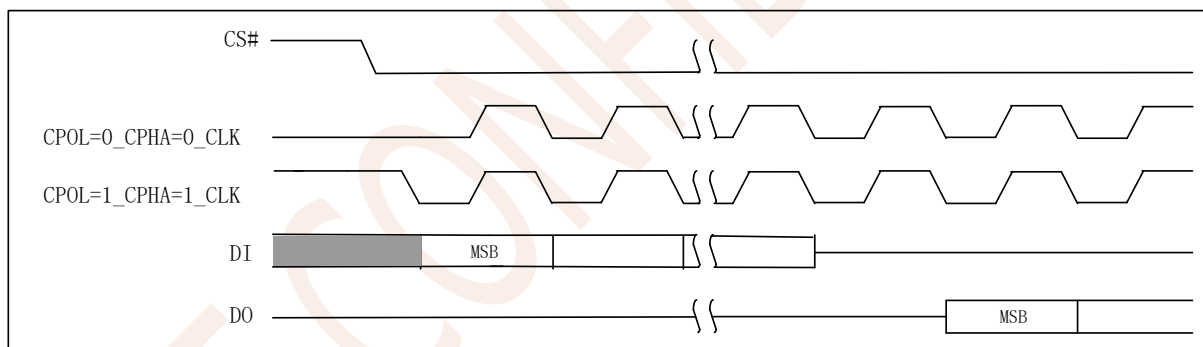 CS#
CPOL=0_CPHA=0_CLK
CPOL=1_CPHA=1_CLK
DI MSB
DO MSB